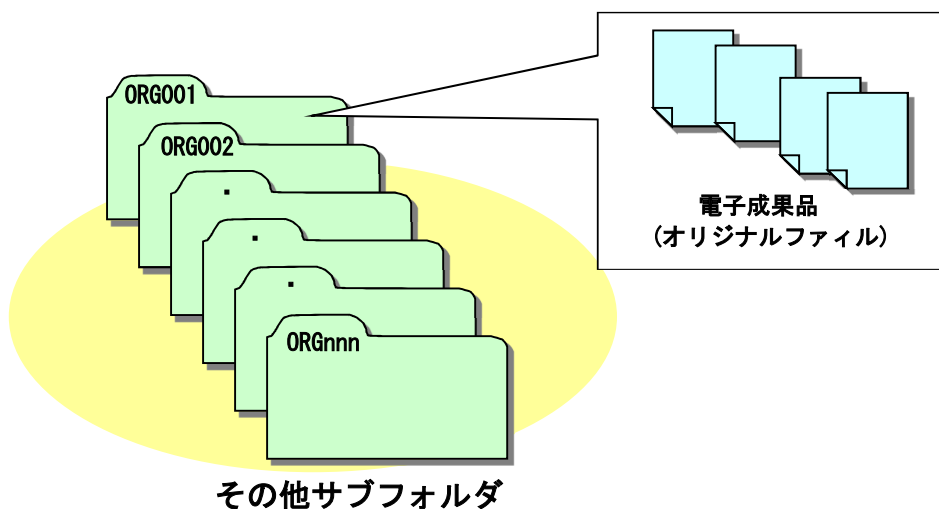 ORG001
ORG002
電子成果品
(オリジナルファィル)
ORGnnn
その他サブフォルダ